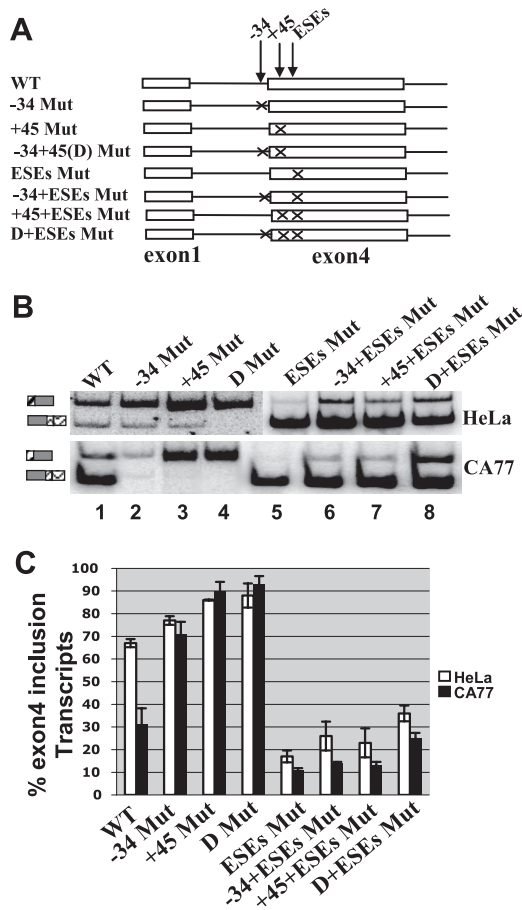 A
-34
+45
ESEs
WT
-34 Mut
+45 Mut
-34+45(D) Mut
ESEs Mut
-34+ESEs Mut
+45+ESEs Mut
D+ESEs Mut
exon1
exon4
B
WT
-34 Mut
+45 Mut
D Mut
ESEs Mut
-34+ESEs Mut
+45+ESEs Mut
D+ESEs Mut
HeLa
CA77
1 2 3 4 5 6 7 8
C
% exon4 inclusion
Transcripts
100
90
80
70
60
50
40
30
20
10
0
HeLa
CA77
WT
-34 Mut
+45 Mut
D Mut
ESEs Mut
-34+ESEs Mut
+45+ESEs Mut
D+ESEs Mut